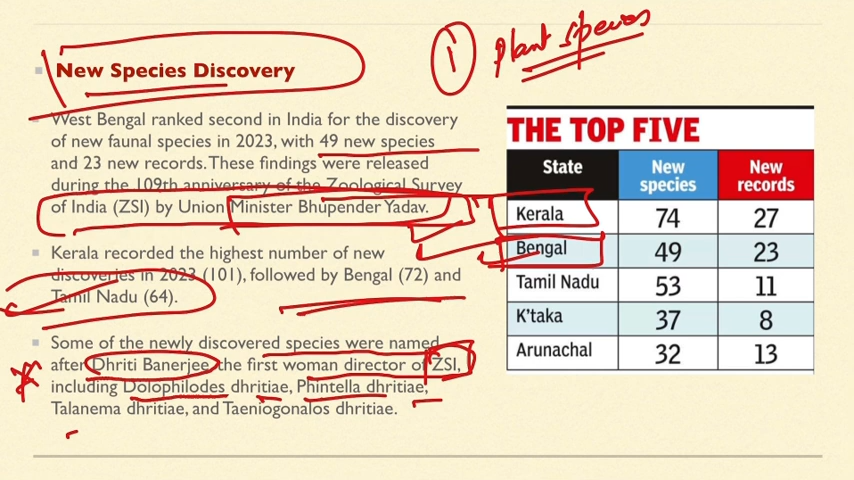 ① Plant species
New Species Discovery
West Bengal ranked second in India for the discovery
of new faunal species in 2023, with 49 new species
and 23 new records. These findings were released
during the 109th anniversary of the Zoological Survey
of India (ZSI) by Union Minister Bhupender Yadav.
Kerala recorded the highest number of new
discoveries in 2023 (101), followed by Bengal (72) and
Tamil Nadu (64).
Some of the newly discovered species were named
after Dhriti Banerjee, the first woman director of ZSI,
including Dolophilodes dhritiae, Phintella dhritiae,
Talanema dhritiae, and Taeniogonalos dhritiae.
THE TOP FIVE
State New species New records
Kerala 74 27
Bengal 49 23
Tamil Nadu 53 11
K'taka 37 8
Arunachal 32 13